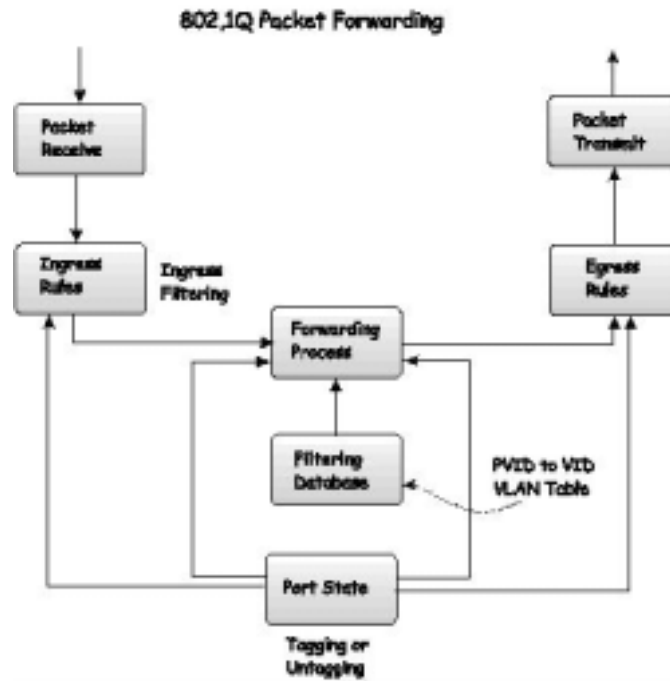 802,1Q Packet Forwarding
Packet
Receive
Packet
Transmit
Ingress
Rules
Ingress
Filtering
Egress
Rules
Forwarding
Process
Filtering
Database
PVID to VID
VLAN Table
Port State
Tagging or
Untagging